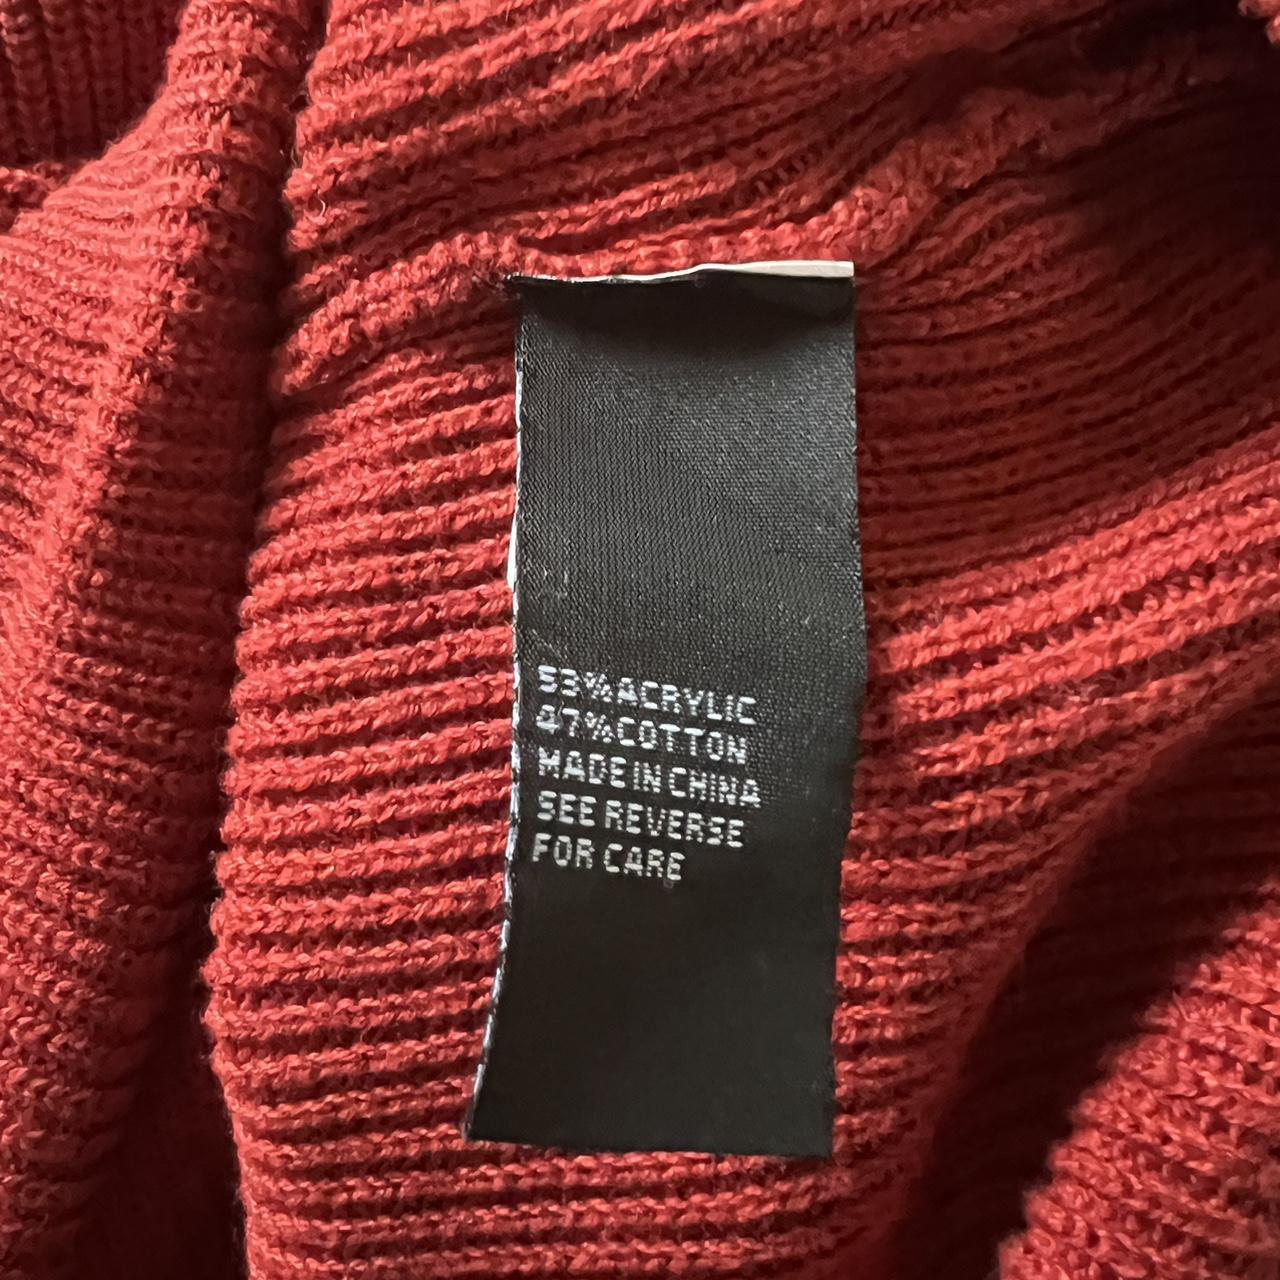 53%ACRYLIC
47%COTTON
MADE IN CHINA
SEE REVERSE
FOR CARE